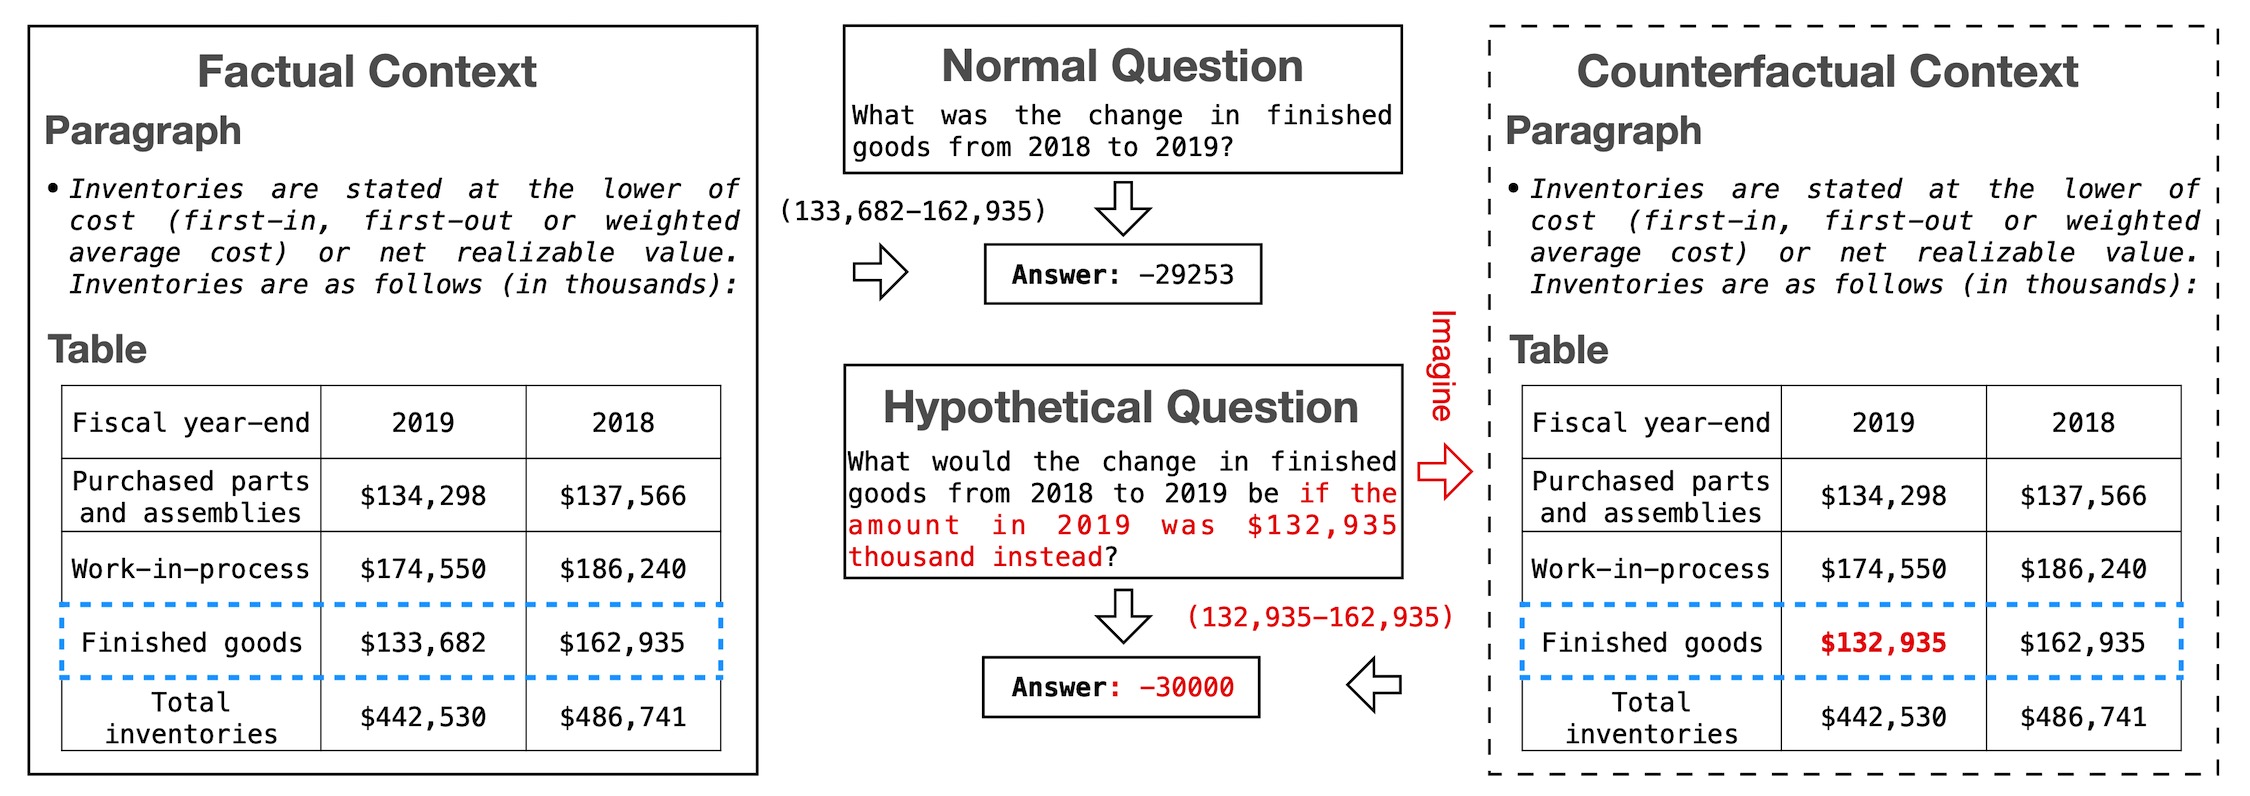 Factual Context
Paragraph
• Inventories are stated at the lower of
cost (first-in, first-out or weighted
average cost) or net realizable value.
Inventories are as follows (in thousands):
Table
Fiscal year-end 2019 2018
Purchased parts
and assemblies $134,298 $137,566
Work-in-process $174,550 $186,240
Finished goods $133,682 $162,935
Total
inventories $442,530 $486,741
Normal Question
What was the change in finished
goods from 2018 to 2019?
(133,682-162,935)
Answer: -29253
Hypothetical Question
What would the change in finished
goods from 2018 to 2019 be if the
amount in 2019 was $132,935
thousand instead?
(132,935-162,935)
Answer: -30000
Imagine
Counterfactual Context
Paragraph
• Inventories are stated at the lower of
cost (first-in, first-out or weighted
average cost) or net realizable value.
Inventories are as follows (in thousands):
Table
Fiscal year-end 2019 2018
Purchased parts
and assemblies $134,298 $137,566
Work-in-process $174,550 $186,240
Finished goods $132,935 $162,935
Total
inventories $442,530 $486,741